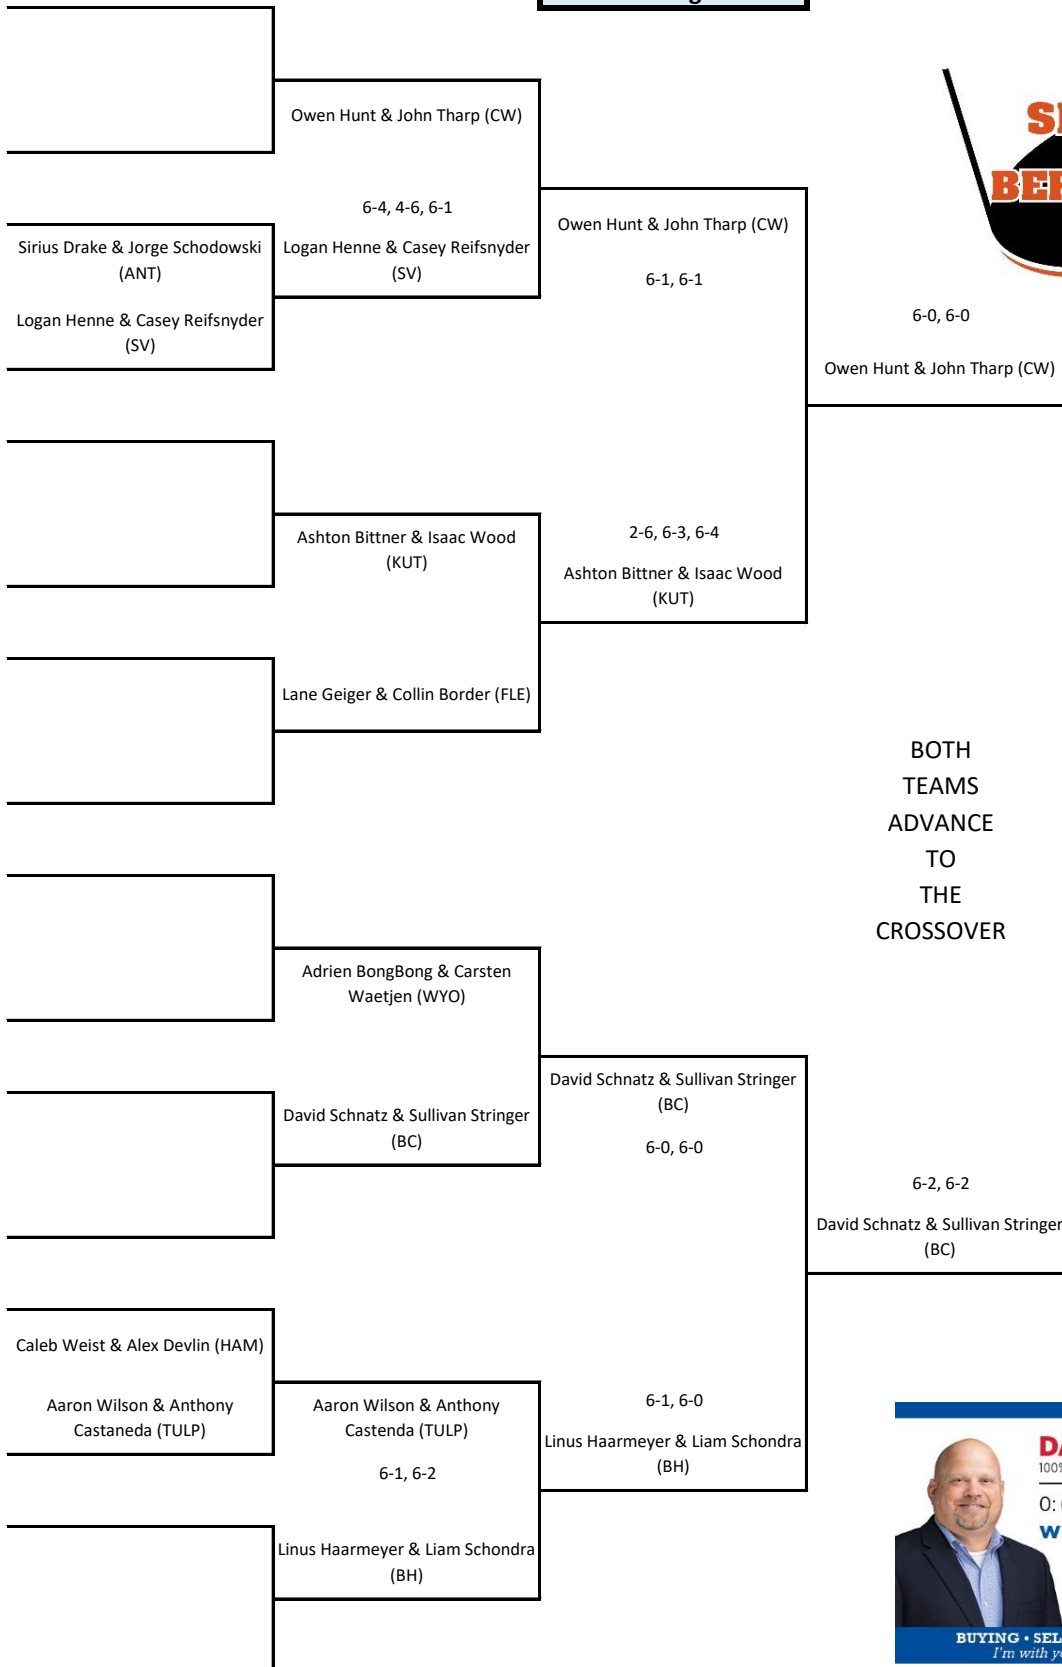 Owen Hunt & John Tharp (CW)
6-4, 4-6, 6-1
Owen Hunt & John Tharp (CW)
Sirius Drake & Jorge Schodowski
(ANT)
Logan Henne & Casey Reifsnyder
(SV)
6-1, 6-1
Logan Henne & Casey Reifsnyder
(SV)
6-0, 6-0
Owen Hunt & John Tharp (CW)
Ashton Bittner & Isaac Wood
(KUT)
2-6, 6-3, 6-4
Ashton Bittner & Isaac Wood
(KUT)
Lane Geiger & Collin Border (FLE)
BOTH
TEAMS
ADVANCE
TO
THE
CROSSOVER
Adrien BongBong & Carsten
Waetjen (WYO)
David Schnatz & Sullivan Stringer
(BC)
David Schnatz & Sullivan Stringer
(BC)
6-0, 6-0
6-2, 6-2
David Schnatz & Sullivan Stringer
(BC)
Caleb Weist & Alex Devlin (HAM)
Aaron Wilson & Anthony
Castaneda (TULP)
Aaron Wilson & Anthony
Castenda (TULP)
6-1, 6-2
6-1, 6-0
Linus Haarmeyer & Liam Schondra
(BH)
Linus Haarmeyer & Liam Schondra
(BH)
100%
O:
BUYING • SEL
I'm with y